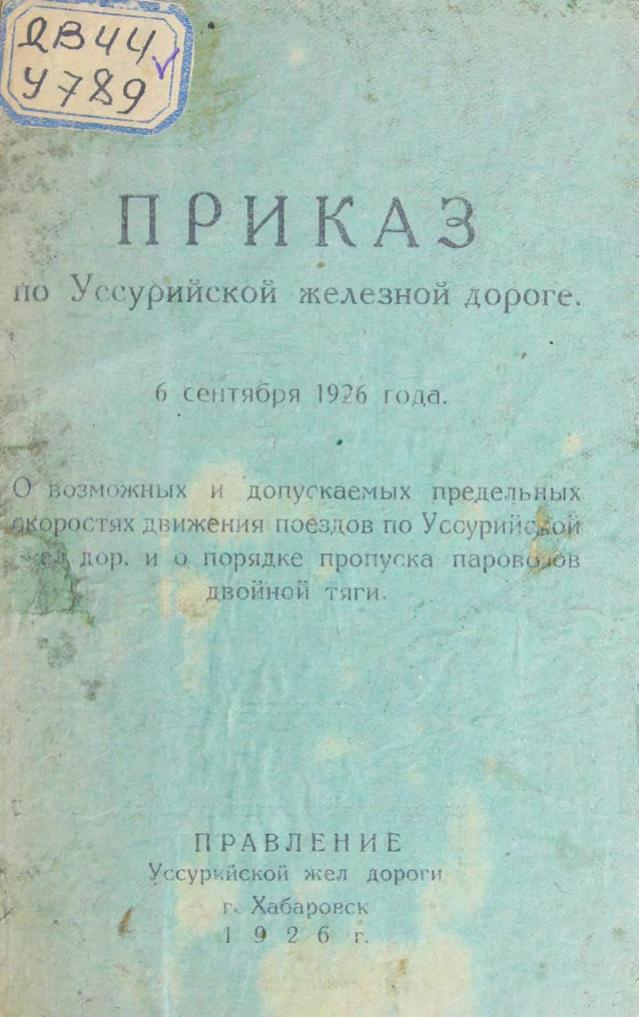 ДВ44
У789
ПРИКАЗ
по Уссурийской железной дороге.
6 сентября 1926 года.
О возможных и допускаемых предельных
скоростях движения поездов по Уссурийской
жел. дор. и о порядке пропуска паровозов
двойной тяги.
ПРАВЛЕНИЕ
Уссурийской жел дороги
г. Хабаровск
1926 г.